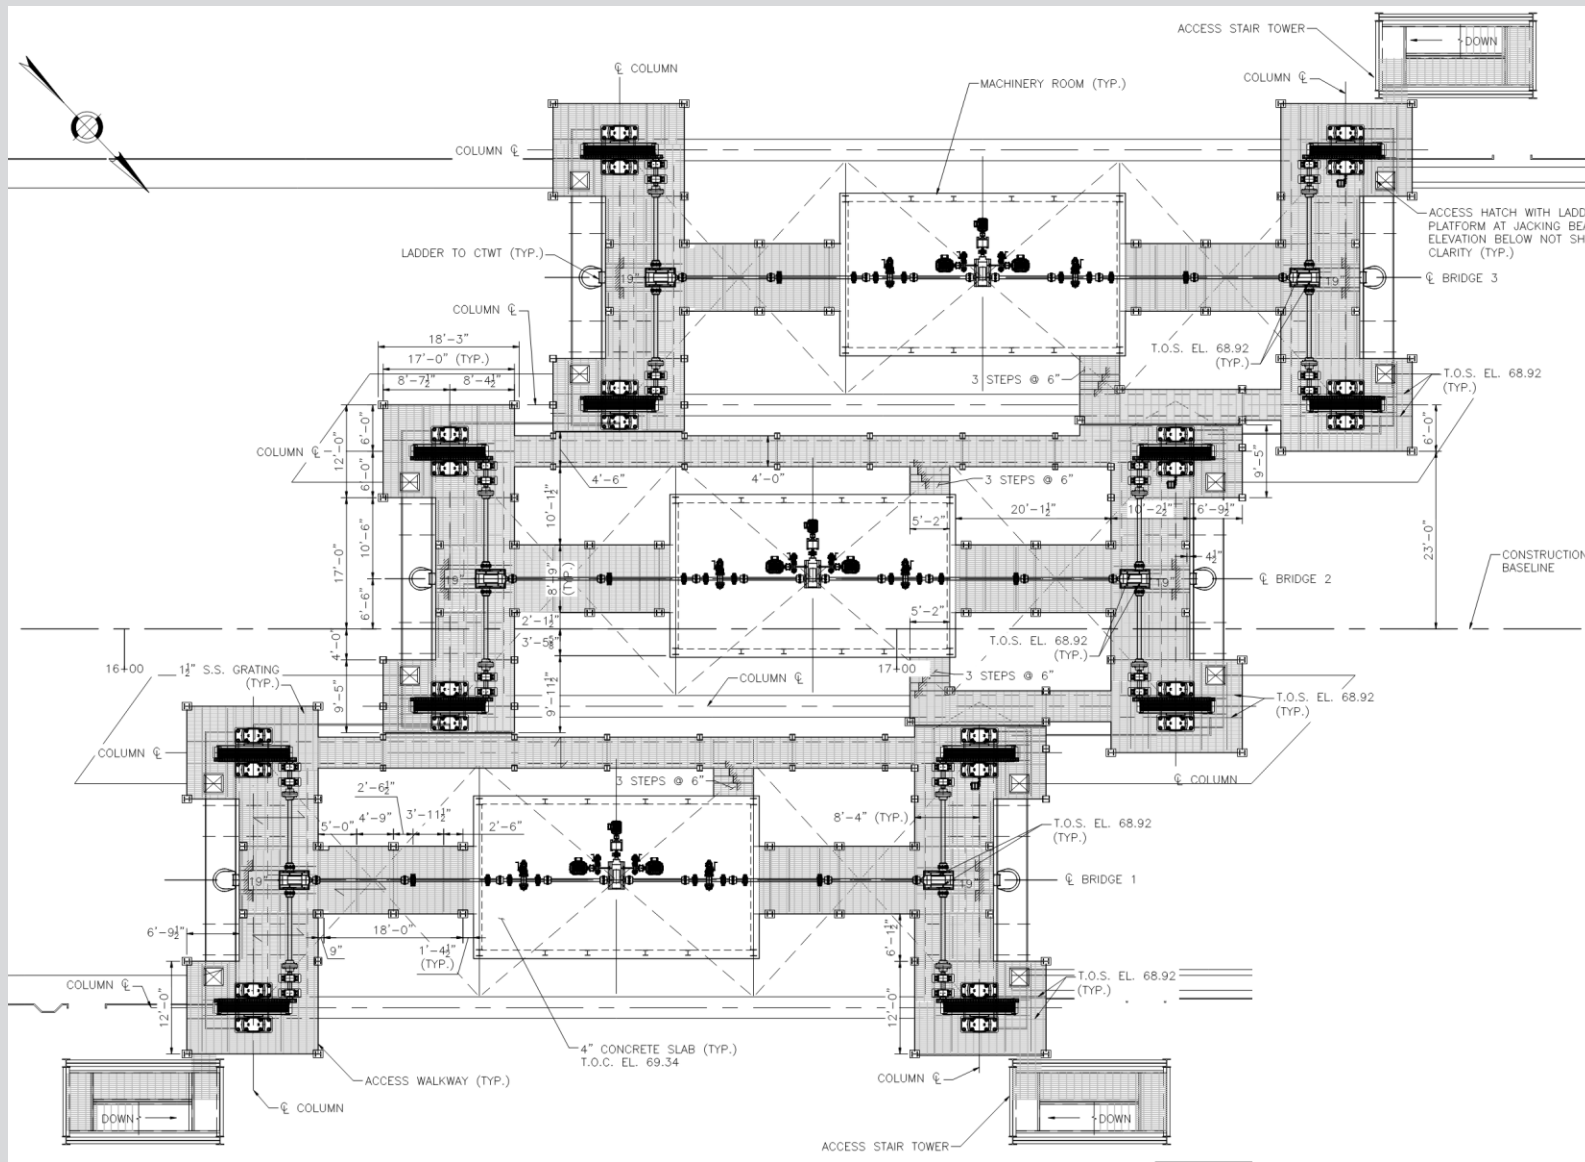 ACCESS STAIR TOWER
DOWN
℄ COLUMN
COLUMN ℄
MACHINERY ROOM (TYP.)
COLUMN ℄
ACCESS HATCH WITH LADD
PLATFORM AT JACKING BEA
ELEVATION BELOW NOT SH
CLARITY (TYP.)
LADDER TO CTWT (TYP.)
19"
19"
℄ BRIDGE 3
COLUMN ℄
18'-3"
17'-0" (TYP.)
8'-7½"
8'-4½"
T.O.S. EL. 68.92
(TYP.)
3 STEPS @ 6"
T.O.S. EL. 68.92
(TYP.)
12'-0"
6'-0"
6'-0"
COLUMN ℄
6'-0"
9'-5"
4'-6"
4'-0"
3 STEPS @ 6"
10'-1½"
5'-2"
20'-1½"
10'-2½"
6'-9½"
23'-0"
17'-0"
10'-6"
6'-6"
8'-9"
(TYP.)
4½"
CONSTRUCTION
BASELINE
19"
19"
℄ BRIDGE 2
5'-2"
2'-1½"
3'-5⅝"
4'-0"
T.O.S. EL. 68.92
(TYP.)
16+00
17+00
1½" S.S. GRATING
(TYP.)
3 STEPS @ 6"
COLUMN ℄
9'-5"
9'-11½"
T.O.S. EL. 68.92
(TYP.)
COLUMN ℄
℄ COLUMN
3 STEPS @ 6"
2'-6½"
5'-0"
4'-9"
3'-11½"
2'-6"
8'-4" (TYP.)
T.O.S. EL. 68.92
(TYP.)
19"
19"
℄ BRIDGE 1
6'-9½"
9"
18'-0"
1'-4½"
(TYP.)
6'-1½"
COLUMN ℄
12'-0"
12'-0"
T.O.S. EL. 68.92
(TYP.)
4" CONCRETE SLAB (TYP.)
T.O.C. EL. 69.34
ACCESS WALKWAY (TYP.)
COLUMN ℄
℄ COLUMN
DOWN
DOWN
ACCESS STAIR TOWER